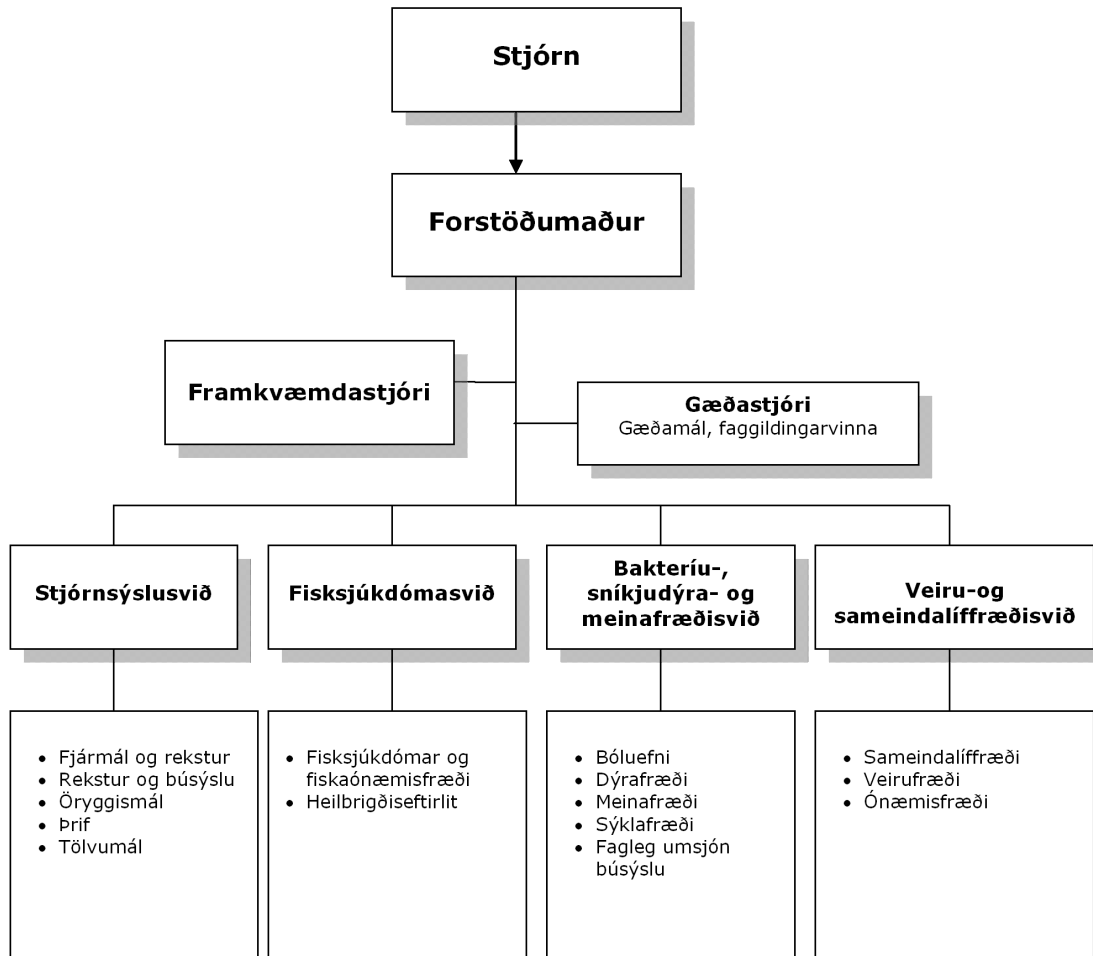 Stjórn
Forstöðumaður
Framkvæmdastjóri
Gæðastjóri
Gæðamál, faggildingarvinna
Stjórnsýslusvið
Fisksjúkdómasvið
Bakteríu-,
sníkjudýra- og
meinafræðisvið
Veiru-og
sameindalíffræðisvið
• Fjármál og rekstur
• Rekstur og búsýslu
• Öryggismál
• Þrif
• Tölvumál
• Fisksjúkdómar og
fiskaónæmisfræði
• Heilbrigðiseftirlit
• Bóluefni
• Dýrafræði
• Meinafræði
• Sýklafræði
• Fagleg umsjón
búsýslu
• Sameindalíffræði
• Veirufræði
• Ónæmisfræði